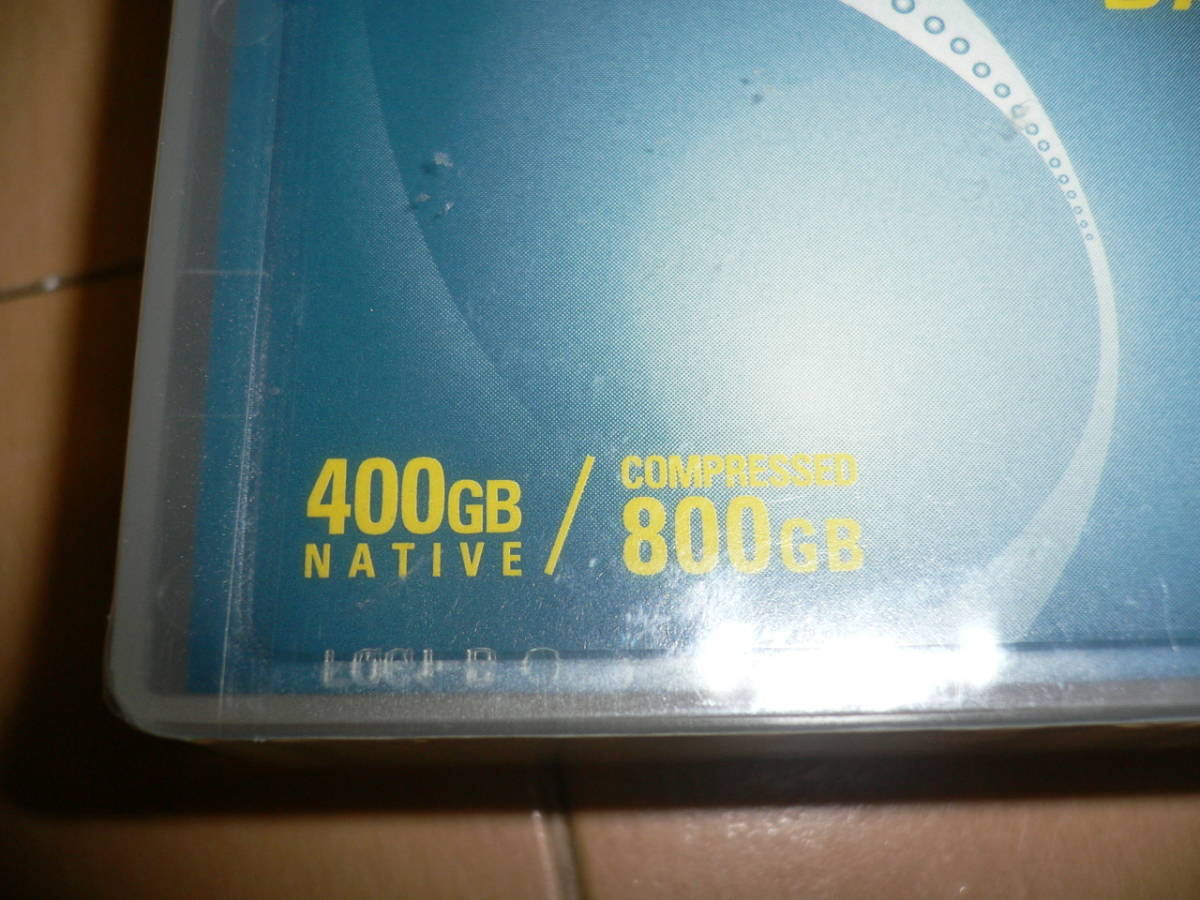 400GB
NATIVE
/
COMPRESSED
800GB